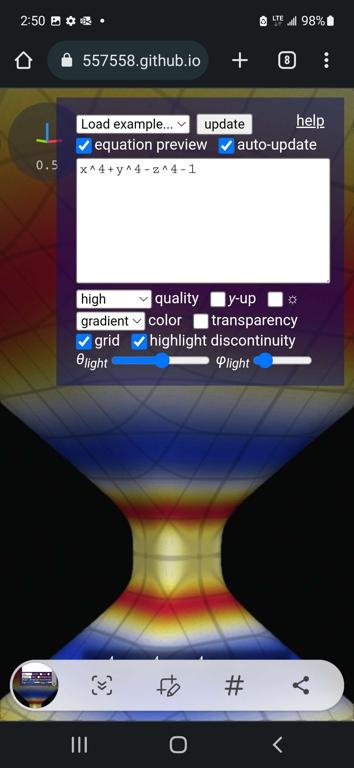 2:50
LTE
98%
557558.github.io
8
0.5
Load example...
update
help
equation preview
auto-update
x^4+y^4-z^4-1
high
quality
y-up
☼
gradient
color
transparency
grid
highlight discontinuity
θlight
φlight